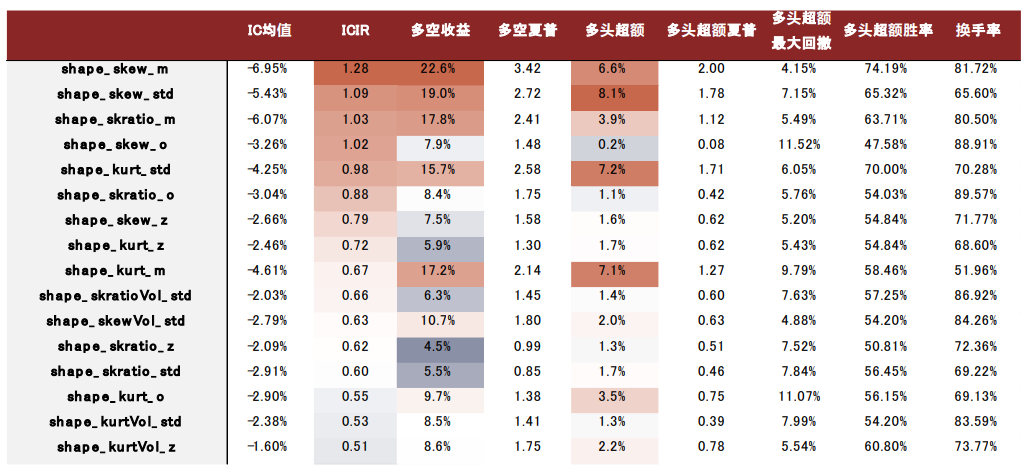 IC均值 ICIR 多空收益 多空夏普 多头超额 多头超额夏普 多头超额最大回撤 多头超额胜率 换手率
shape_skew_m -6.95% 1.28 22.6% 3.42 6.6% 2.00 4.15% 74.19% 81.72%
shape_skew_std -5.43% 1.09 19.0% 2.72 8.1% 1.78 7.15% 65.32% 65.60%
shape_skratio_m -6.07% 1.03 17.8% 2.41 3.9% 1.12 5.49% 63.71% 80.50%
shape_skew_o -3.26% 1.02 7.9% 1.48 0.2% 0.08 11.52% 47.58% 88.91%
shape_kurt_std -4.25% 0.98 15.7% 2.58 7.2% 1.71 6.05% 70.00% 70.28%
shape_skratio_o -3.04% 0.88 8.4% 1.75 1.1% 0.42 5.76% 54.03% 89.57%
shape_skew_z -2.66% 0.79 7.5% 1.58 1.6% 0.62 5.20% 54.84% 71.77%
shape_kurt_z -2.46% 0.72 5.9% 1.30 1.7% 0.62 5.43% 54.84% 68.60%
shape_kurt_m -4.61% 0.67 17.2% 2.14 7.1% 1.27 9.79% 58.46% 51.96%
shape_skratioVol_std -2.03% 0.66 6.3% 1.45 1.4% 0.60 7.63% 57.25% 86.92%
shape_skewVol_std -2.79% 0.63 10.7% 1.80 2.0% 0.63 4.88% 54.20% 84.26%
shape_skratio_z -2.09% 0.62 4.5% 0.99 1.3% 0.51 7.52% 50.81% 72.36%
shape_skratio_std -2.91% 0.60 5.5% 0.85 1.7% 0.46 7.84% 56.45% 69.22%
shape_kurt_o -2.90% 0.55 9.7% 1.38 3.5% 0.75 11.07% 56.15% 69.13%
shape_kurtVol_std -2.38% 0.53 8.5% 1.41 1.3% 0.39 7.99% 54.20% 83.59%
shape_kurtVol_z -1.60% 0.51 8.6% 1.75 2.2% 0.78 5.54% 60.80% 73.77%